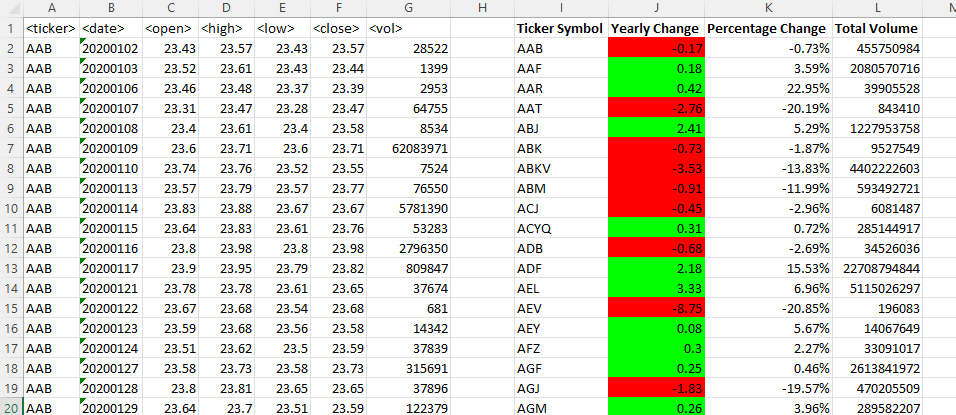 A B C D E F G H I J K L M
1 <ticker> <date> <open> <high> <low> <close> <vol> Ticker Symbol Yearly Change Percentage Change Total Volume
2 AAB 20200102 23.43 23.57 23.43 23.57 28522 AAB -0.17 -0.73% 455750984
3 AAB 20200103 23.52 23.61 23.43 23.44 1399 AAF 0.18 3.59% 2080570716
4 AAB 20200106 23.46 23.48 23.37 23.39 2953 AAR 0.42 22.95% 39905528
5 AAB 20200107 23.31 23.47 23.28 23.47 64755 AAT -2.76 -20.19% 843410
6 AAB 20200108 23.4 23.61 23.4 23.58 8534 ABJ 2.41 5.29% 1227953758
7 AAB 20200109 23.6 23.71 23.6 23.71 62083971 ABK -0.73 -1.87% 9527549
8 AAB 20200110 23.74 23.76 23.52 23.55 7524 ABKV -3.53 -13.83% 4402222603
9 AAB 20200113 23.57 23.79 23.57 23.77 76550 ABM -0.91 -11.99% 593492721
10 AAB 20200114 23.83 23.88 23.67 23.67 5781390 ACJ -0.45 -2.96% 6081487
11 AAB 20200115 23.64 23.83 23.61 23.76 53283 ACYQ 0.31 0.72% 285144917
12 AAB 20200116 23.8 23.98 23.8 23.98 2796350 ADB -0.68 -2.69% 34526036
13 AAB 20200117 23.9 23.95 23.79 23.82 809847 ADF 2.18 15.53% 22708794844
14 AAB 20200121 23.78 23.78 23.61 23.65 37674 AEL 3.33 6.96% 5115026297
15 AAB 20200122 23.67 23.68 23.54 23.68 681 AEV -8.75 -20.85% 196083
16 AAB 20200123 23.59 23.68 23.56 23.58 14342 AEY 0.08 5.67% 14067649
17 AAB 20200124 23.51 23.62 23.5 23.59 37839 AFZ 0.3 2.27% 33091017
18 AAB 20200127 23.58 23.73 23.58 23.73 315691 AGF 0.25 0.46% 2613841972
19 AAB 20200128 23.8 23.81 23.65 23.65 37896 AGJ -1.83 -19.57% 470205509
20 AAB 20200129 23.64 23.7 23.51 23.59 122379 AGM 0.26 3.96% 289582207